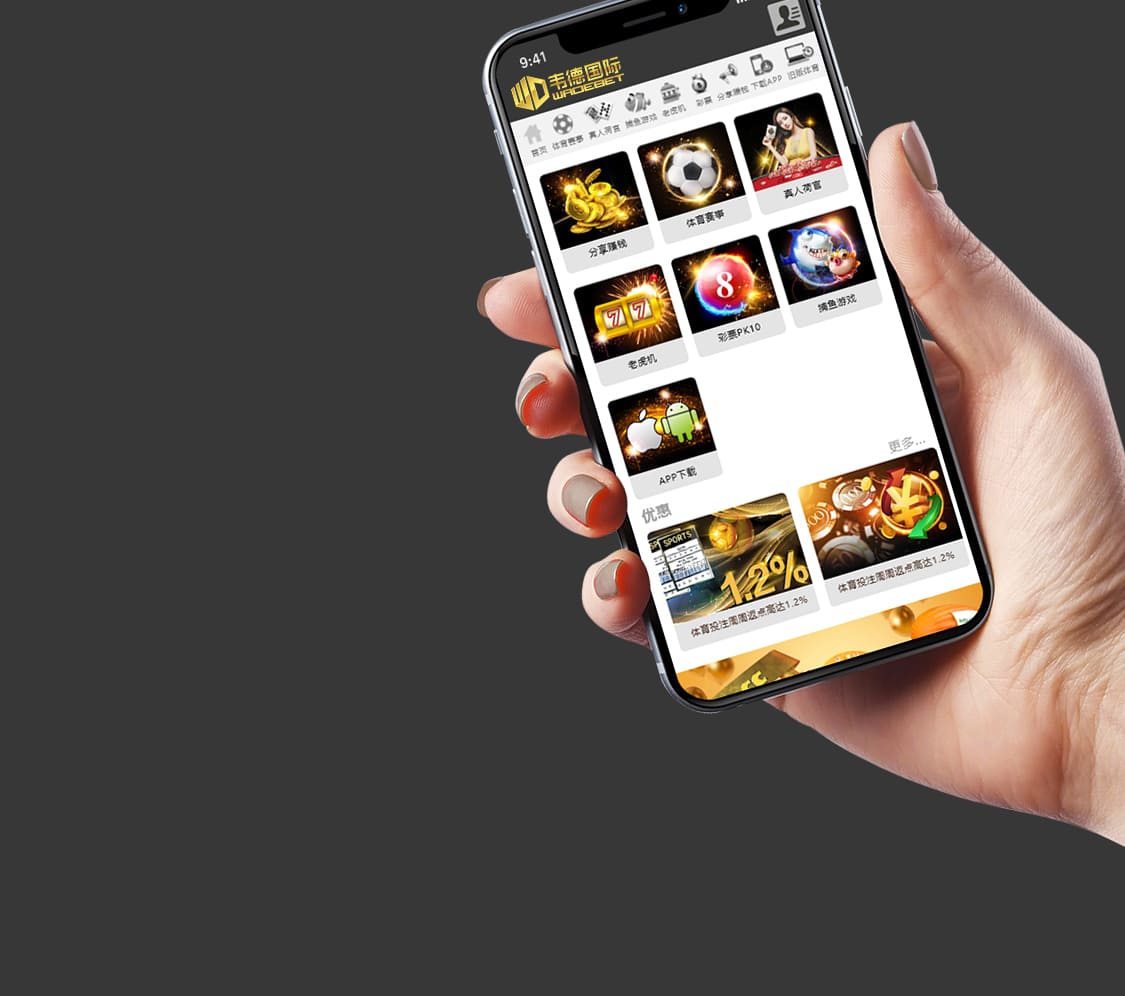 9:41
韦德国际
WADEBET
首页 体育赛事 真人荷官 捕鱼游戏 老虎机 彩票 分享赚钱 下载APP 旧版体育
分享赚钱 体育赛事 真人荷官
77 8
老虎机 彩票PK10 捕鱼游戏
APP下载
更多...
优惠
SPORTS
1.2%
体育投注周周返点高达1.2% 体育投注周周返点高达1.2%